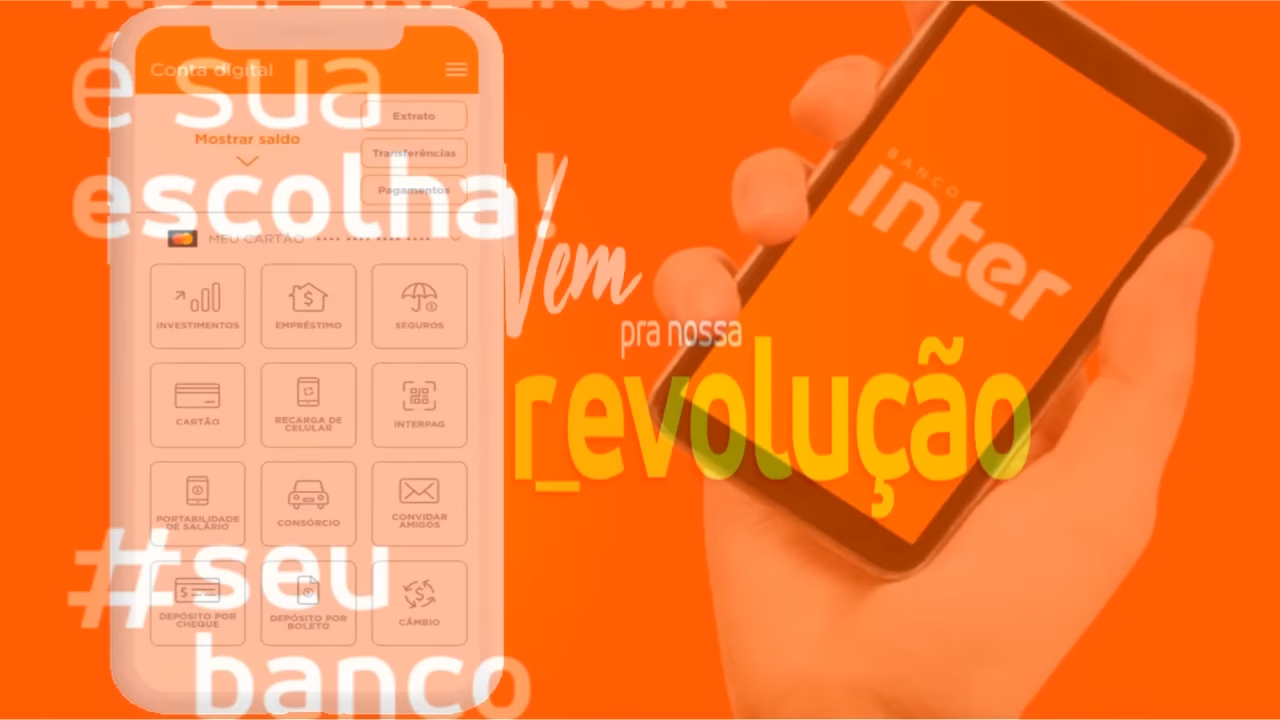 INDEPENDÊNCIA
é sua
escolha!
Conta digital
Mostrar saldo
Extrato
Transferências
Pagamentos
MEU CARTÃO •••• •••• •••• ••••
INVESTIMENTOS
EMPRÉSTIMO
SEGUROS
CARTÃO
RECARGA DE
CELULAR
INTERPAG
PORTABILIDADE
DE SALÁRIO
CONSÓRCIO
CONVIDAR
AMIGOS
DEPÓSITO POR
CHEQUE
DEPÓSITO POR
BOLETO
CÂMBIO
#seu
banco
Vem
pra nossa
r_evolução
BANCO
inter